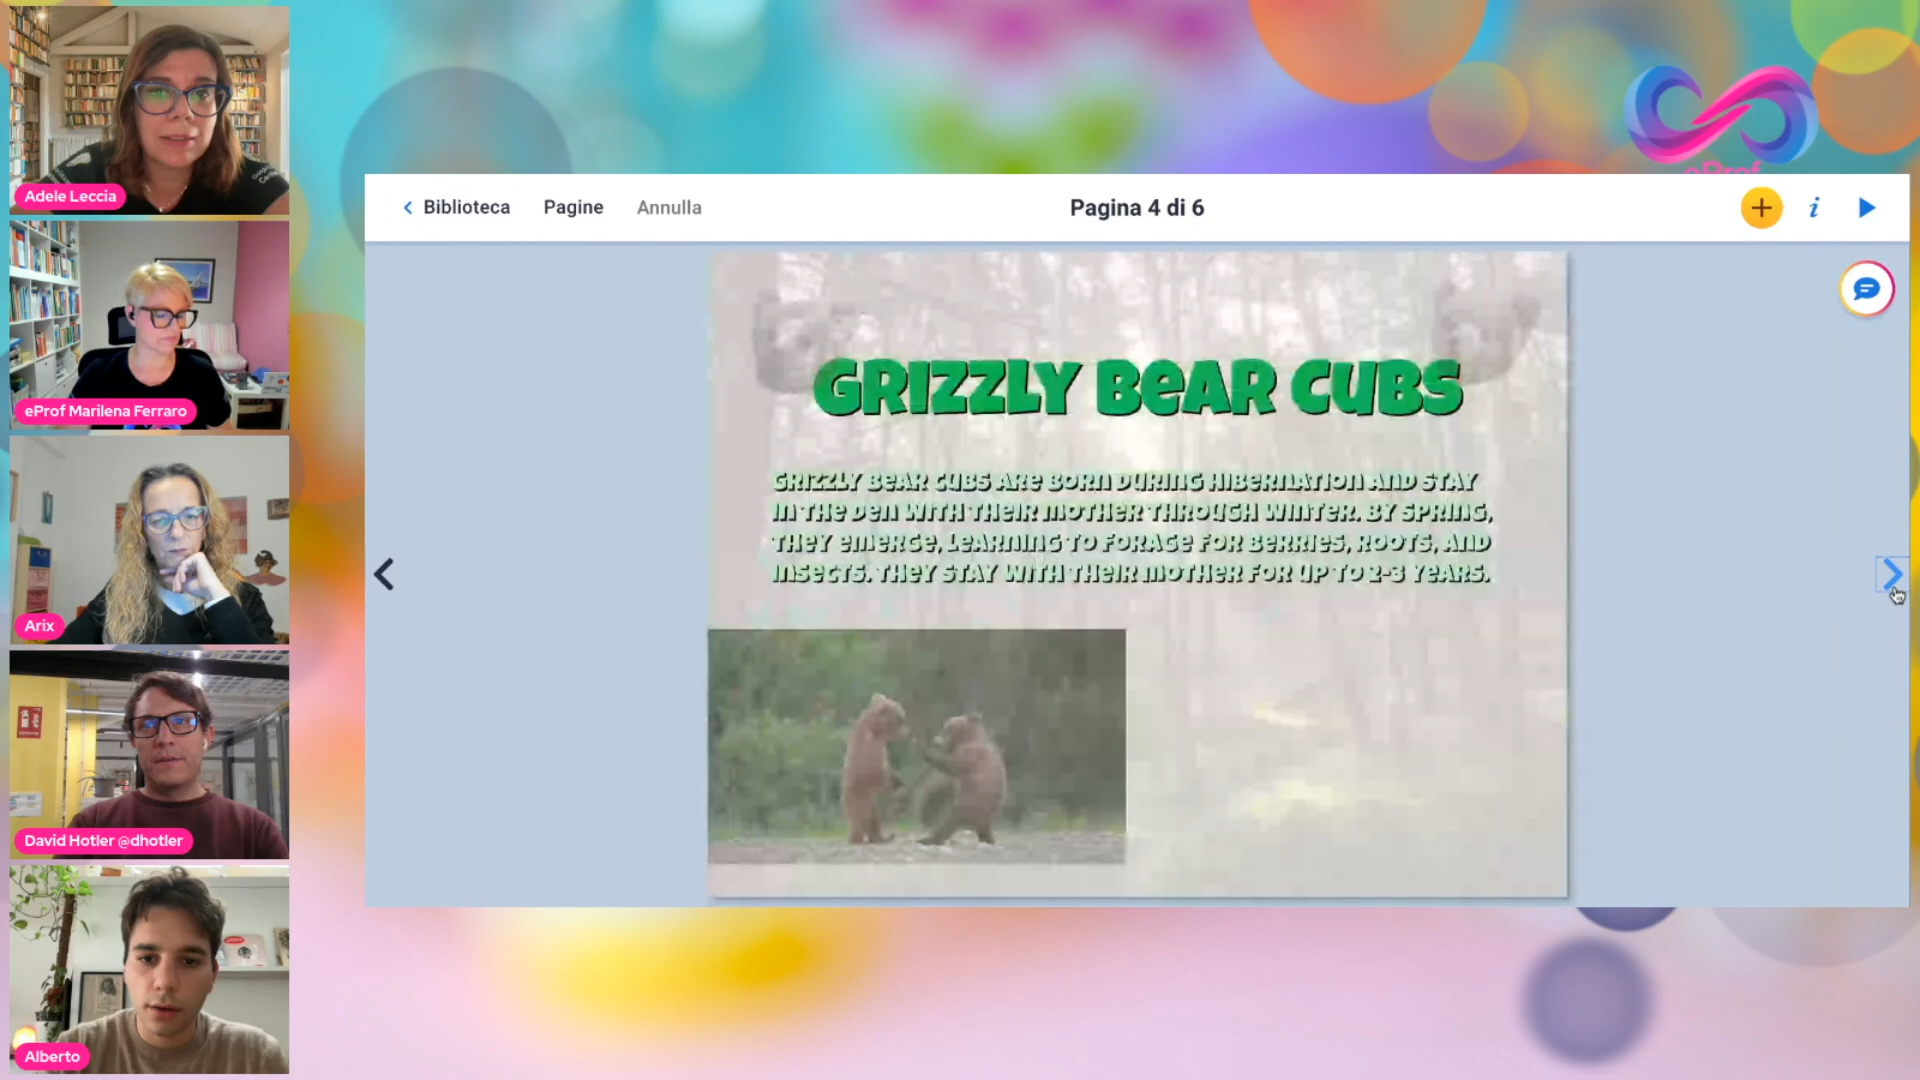 Adele Leccia
eProf Marilena Ferraro
Arix
David Hotler @dhotler
Alberto
eProf
Biblioteca
Pagine
Annulla
Pagina 4 di 6
GRIZZLY BeAR CUBS
GRIZZLY BeAR CUBS ARe BORn DURING HIBeRNATION AND STAY
In THe Den WITH THeIR mOTHeR THROUGH WInTeR. BY SPRING,
THeY emeRGe, LeARNInG TO FORAGe FOR BeRRIeS, ROOTS, AND
InSeCTS. THeY STAY WITH THeIR mOTHeR FOR UP TO 2-3 YeARS.